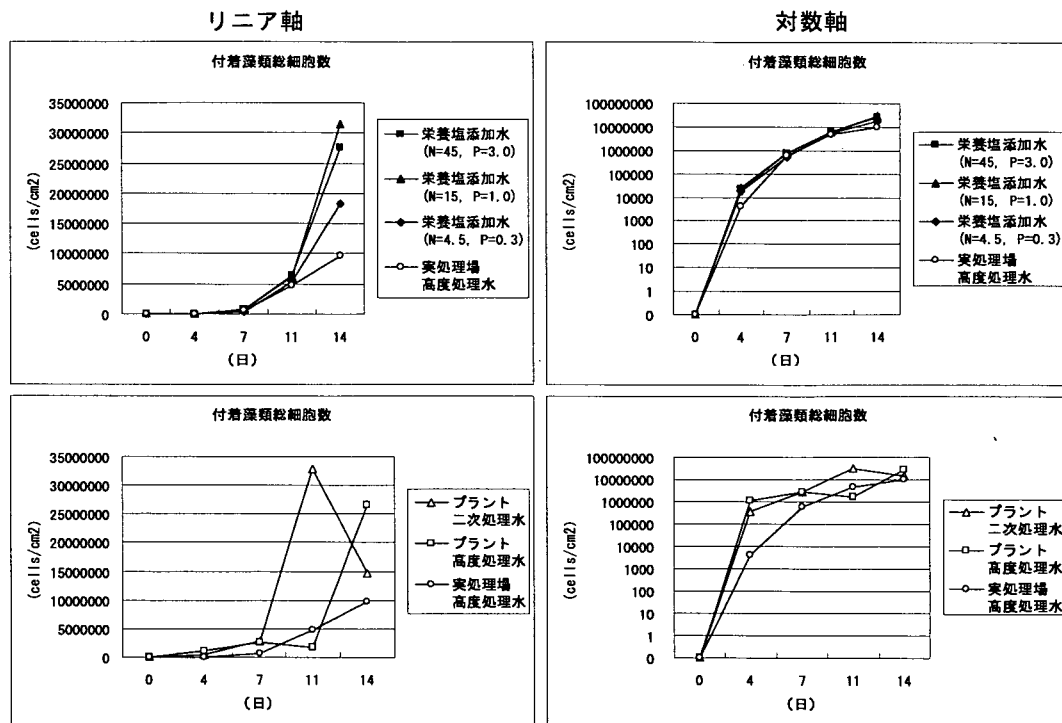 リニア軸
対数軸
付着藻類総細胞数
35000000
30000000
25000000
20000000
15000000
10000000
5000000
0
(cells/cm2)
0 4 7 11 14
(日)
栄養塩添加水
(N=45, P=3.0)
栄養塩添加水
(N=15, P=1.0)
栄養塩添加水
(N=4.5, P=0.3)
実処理場
高度処理水
付着藻類総細胞数
100000000
10000000
1000000
100000
10000
1000
100
10
1
0
(cells/cm2)
0 4 7 11 14
(日)
栄養塩添加水
(N=45, P=3.0)
栄養塩添加水
(N=15, P=1.0)
栄養塩添加水
(N=4.5, P=0.3)
実処理場
高度処理水
付着藻類総細胞数
35000000
30000000
25000000
20000000
15000000
10000000
5000000
0
(cells/cm2)
0 4 7 11 14
(日)
プラント
二次処理水
プラント
高度処理水
実処理場
高度処理水
付着藻類総細胞数
100000000
10000000
1000000
100000
10000
1000
100
10
1
0
(cells/cm2)
0 4 7 11 14
(日)
プラント
二次処理水
プラント
高度処理水
実処理場
高度処理水